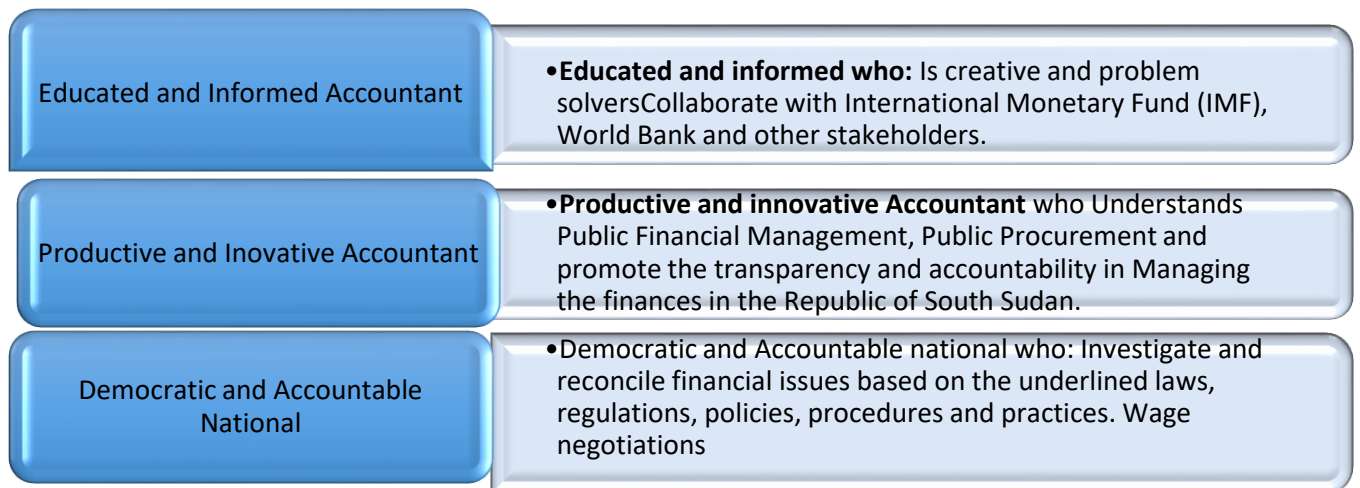 Educated and Informed Accountant
•Educated and informed who: Is creative and problem
solversCollaborate with International Monetary Fund (IMF),
World Bank and other stakeholders.
Productive and Inovative Accountant
•Productive and innovative Accountant who Understands
Public Financial Management, Public Procurement and
promote the transparency and accountability in Managing
the finances in the Republic of South Sudan.
Democratic and Accountable
National
•Democratic and Accountable national who: Investigate and
reconcile financial issues based on the underlined laws,
regulations, policies, procedures and practices. Wage
negotiations